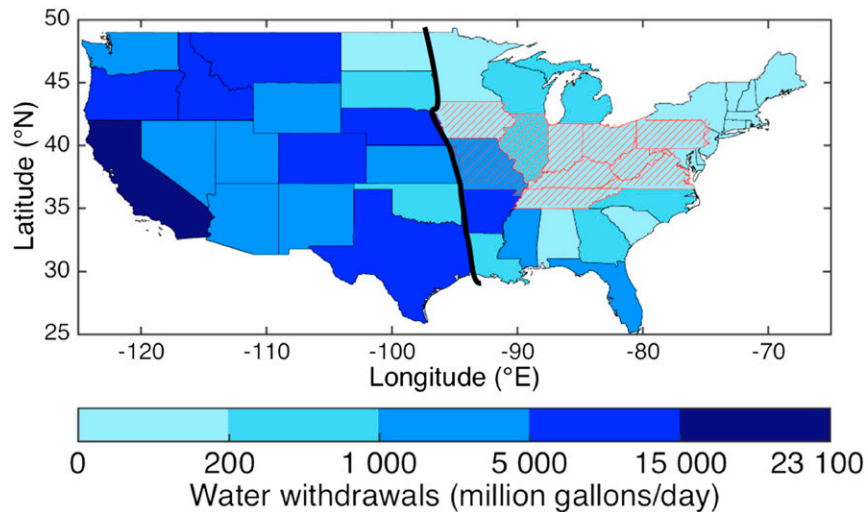 50
45
40
35
30
25
Latitude (°N)
-120 -110 -100 -90 -80 -70
Longitude (°E)
0 200 1 000 5 000 15 000 23 100
Water withdrawals (million gallons/day)